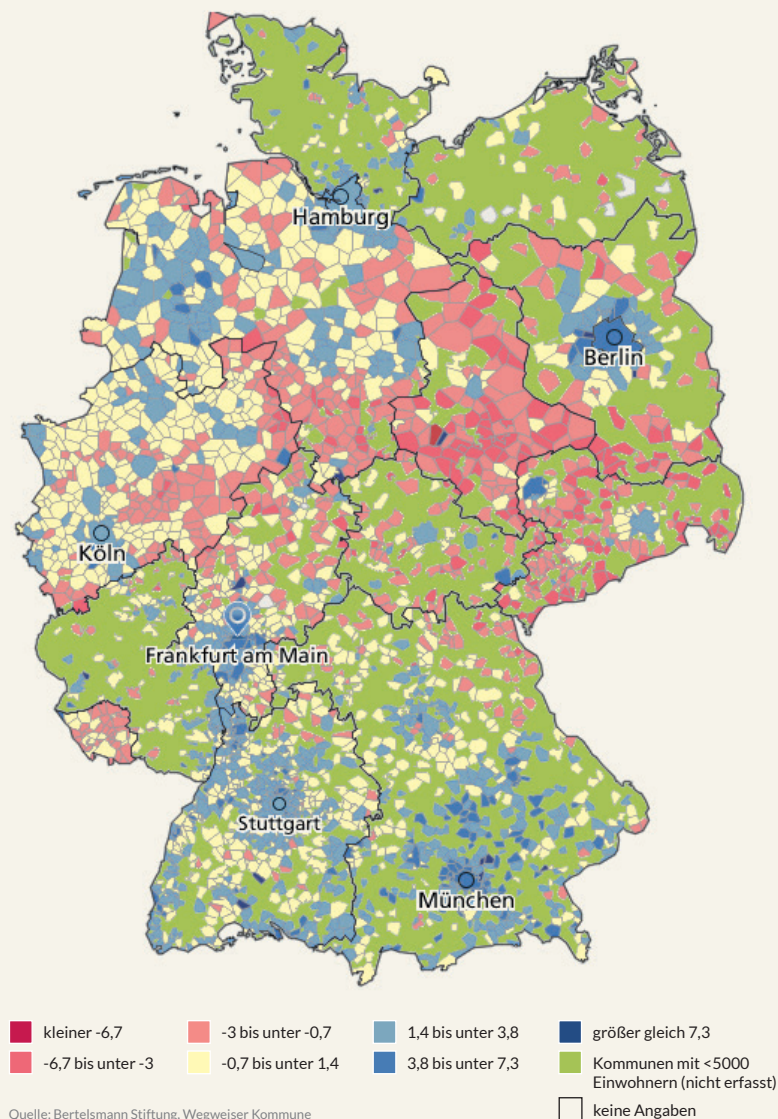 Hamburg
Berlin
Köln
Frankfurt am Main
Stuttgart
München
kleiner -6,7
-6,7 bis unter -3
-3 bis unter -0,7
-0,7 bis unter 1,4
1,4 bis unter 3,8
3,8 bis unter 7,3
größer gleich 7,3
Kommunen mit <5000
Einwohnern (nicht erfasst)
keine Angaben
Quelle: Bertelsmann Stiftung, Wegweiser Kommune